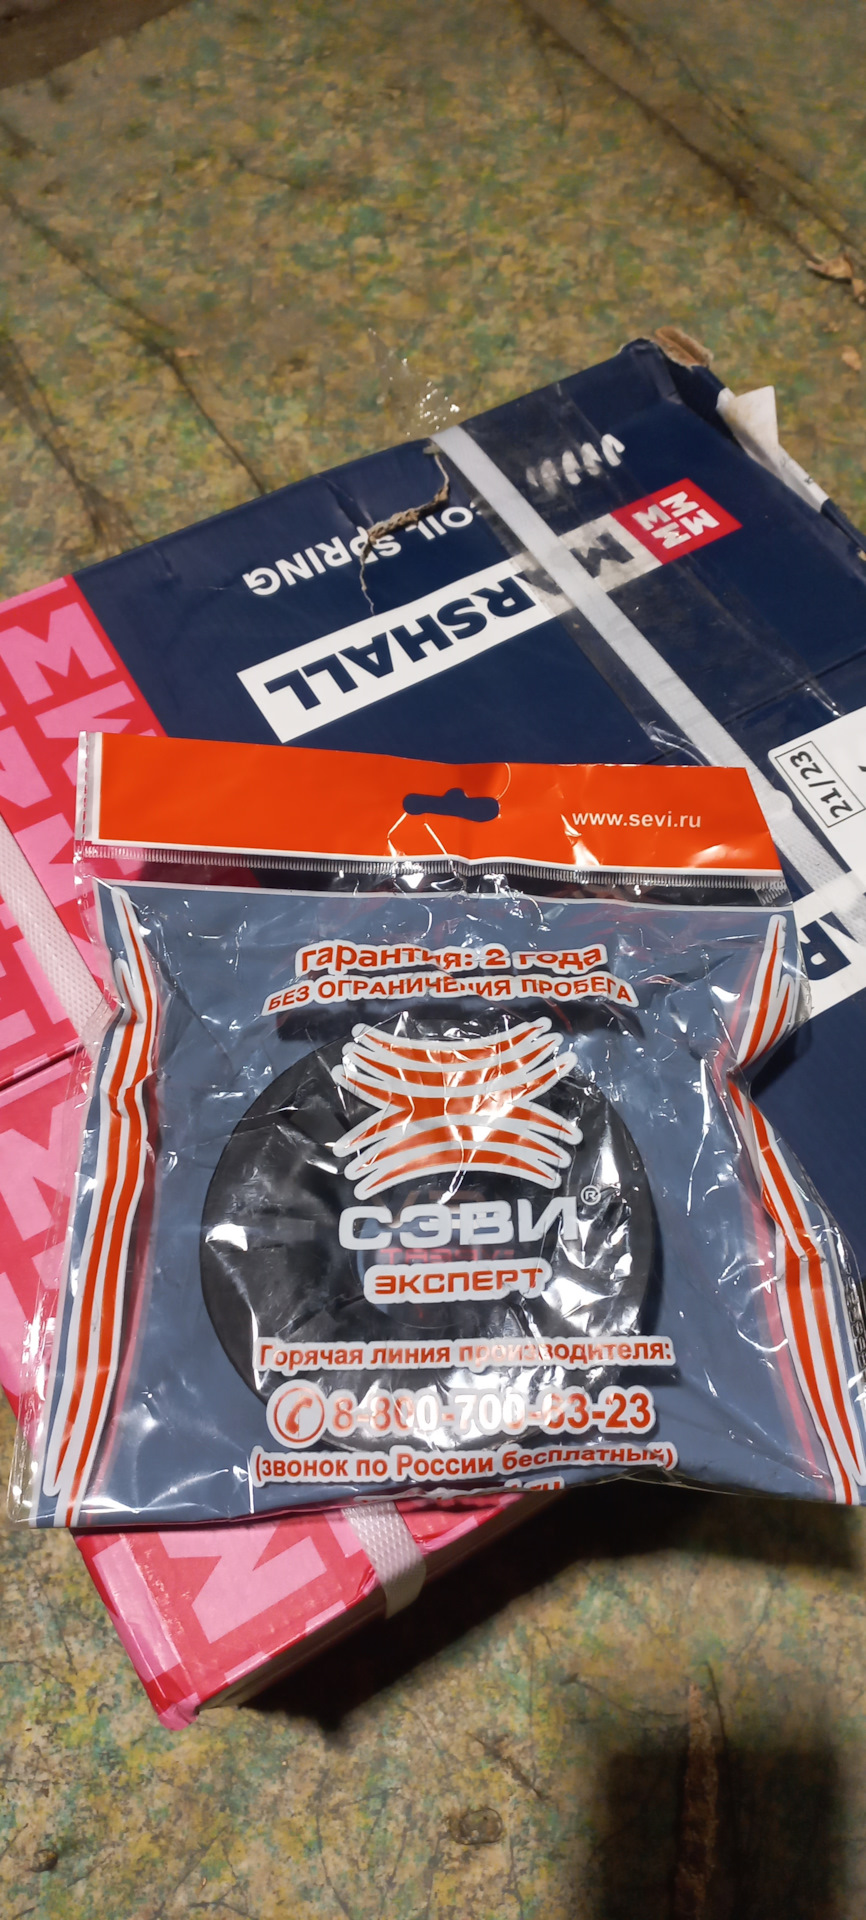 COIL SPRING
MARSHALL
21/23
www.sevi.ru
гарантия: 2 года
БЕЗ ОГРАНИЧЕНИЯ ПРОБЕГА
СЭВИ®
ЭКСПЕРТ
Горячая линия производителя:
8-800-700-63-23
(звонок по России бесплатный)